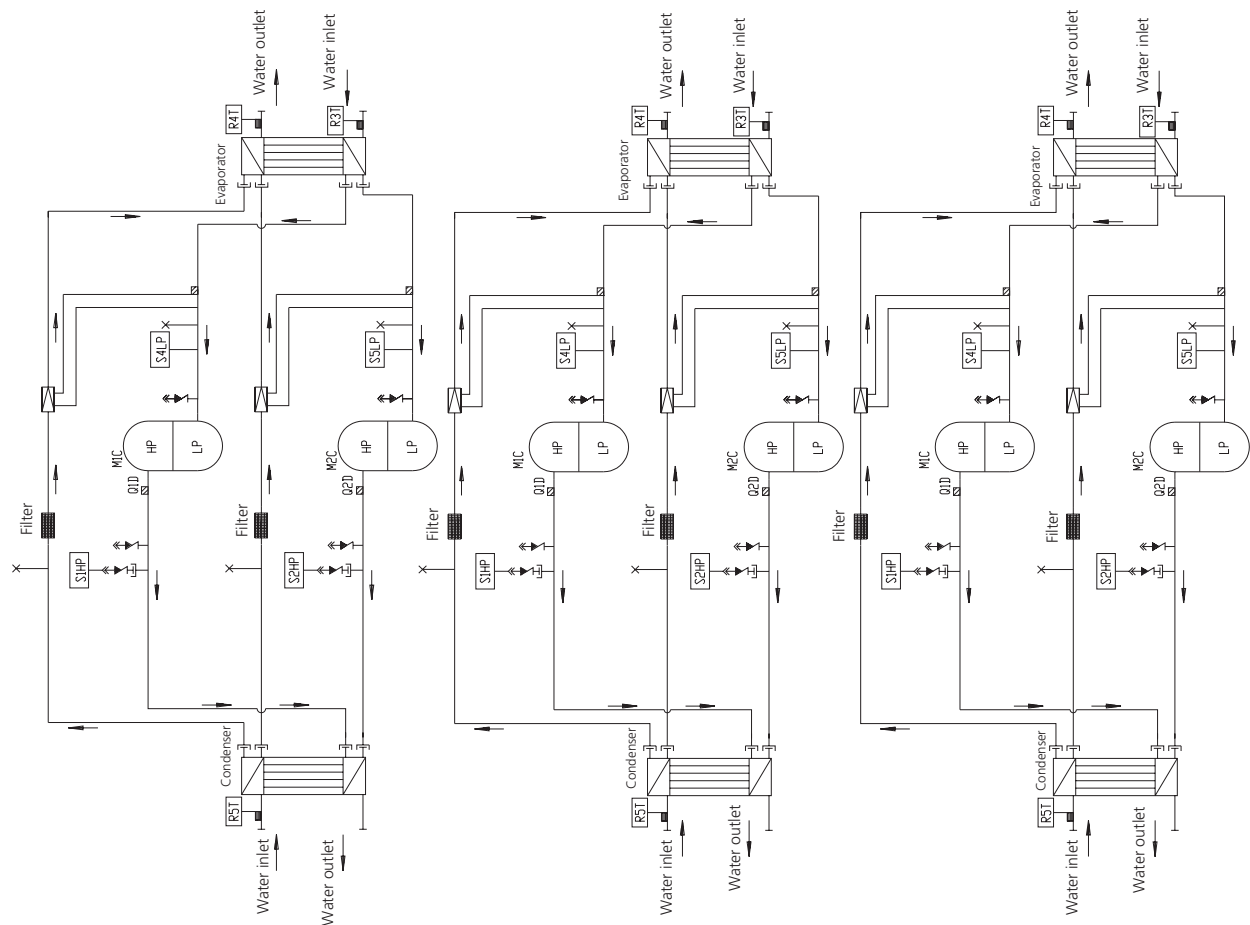 Water outlet
Water inlet
R4T
R3T
Evaporator
S4LP
S5LP
M1C
HP
LP
M2C
HP
LP
Q1D
Q2D
Filter
Filter
S1HP
S2HP
Condenser
R5T
Water inlet
Water outlet
Water outlet
Water inlet
R4T
R3T
Evaporator
S4LP
S5LP
M1C
HP
LP
M2C
HP
LP
Q1D
Q2D
Filter
Filter
S1HP
S2HP
Condenser
R5T
Water inlet
Water outlet
Water outlet
Water inlet
R4T
R3T
Evaporator
S4LP
S5LP
M1C
HP
LP
M2C
HP
LP
Q1D
Q2D
Filter
Filter
S1HP
S2HP
Condenser
R5T
Water inlet
Water outlet